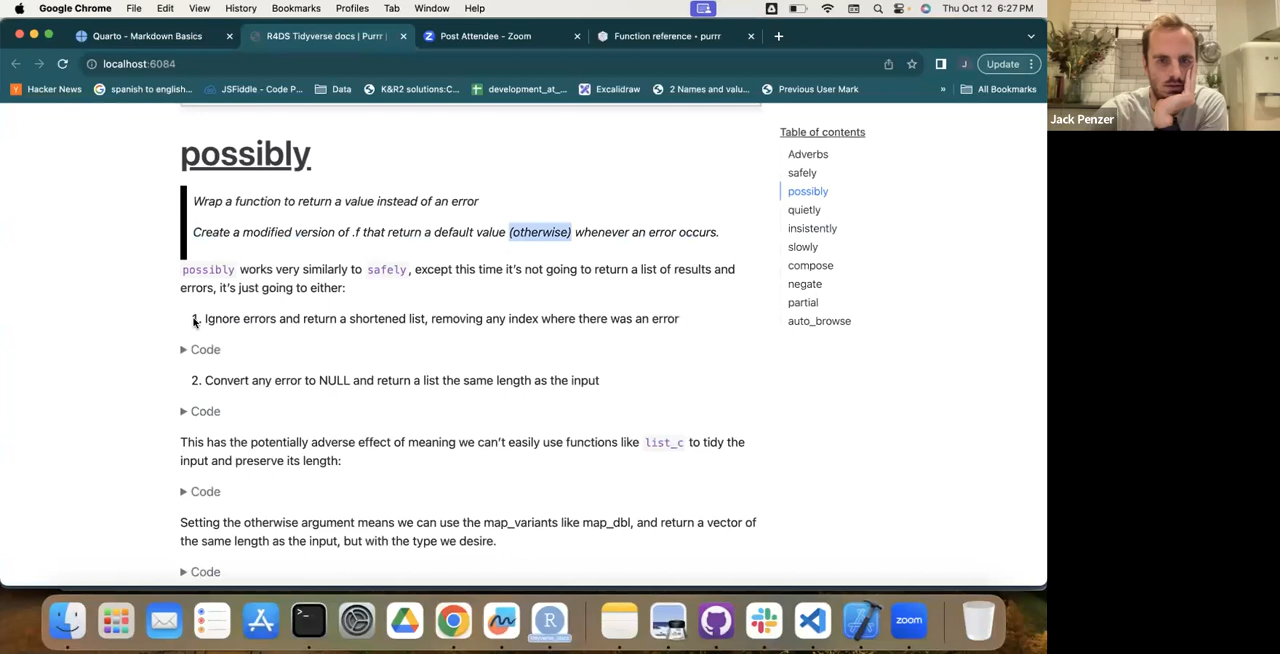 Google Chrome File Edit View History Bookmarks Profiles Tab Window Help Thu Oct 12 6:27 PM
Quarto - Markdown Basics R4DS Tidyverse docs | Purrr | Post Attendee - Zoom Function reference • purrr
localhost:6084 J Update
Hacker News spanish to english... JSFiddle - Code P... Data K&R2 solutions:C... development_at_... Excalidraw 2 Names and valu... Previous User Mark » All Bookmarks
Jack Penzer
possibly
Wrap a function to return a value instead of an error
Create a modified version of .f that return a default value (otherwise) whenever an error occurs.
possibly works very similarly to safely, except this time it's not going to return a list of results and
errors, it's just going to either:
1. Ignore errors and return a shortened list, removing any index where there was an error
Code
2. Convert any error to NULL and return a list the same length as the input
Code
This has the potentially adverse effect of meaning we can't easily use functions like list_c to tidy the
input and preserve its length:
Code
Setting the otherwise argument means we can use the map_variants like map_dbl, and return a vector of
the same length as the input, but with the type we desire.
Code
Table of contents
Adverbs
safely
possibly
quietly
insistently
slowly
compose
negate
partial
auto_browse
zoom